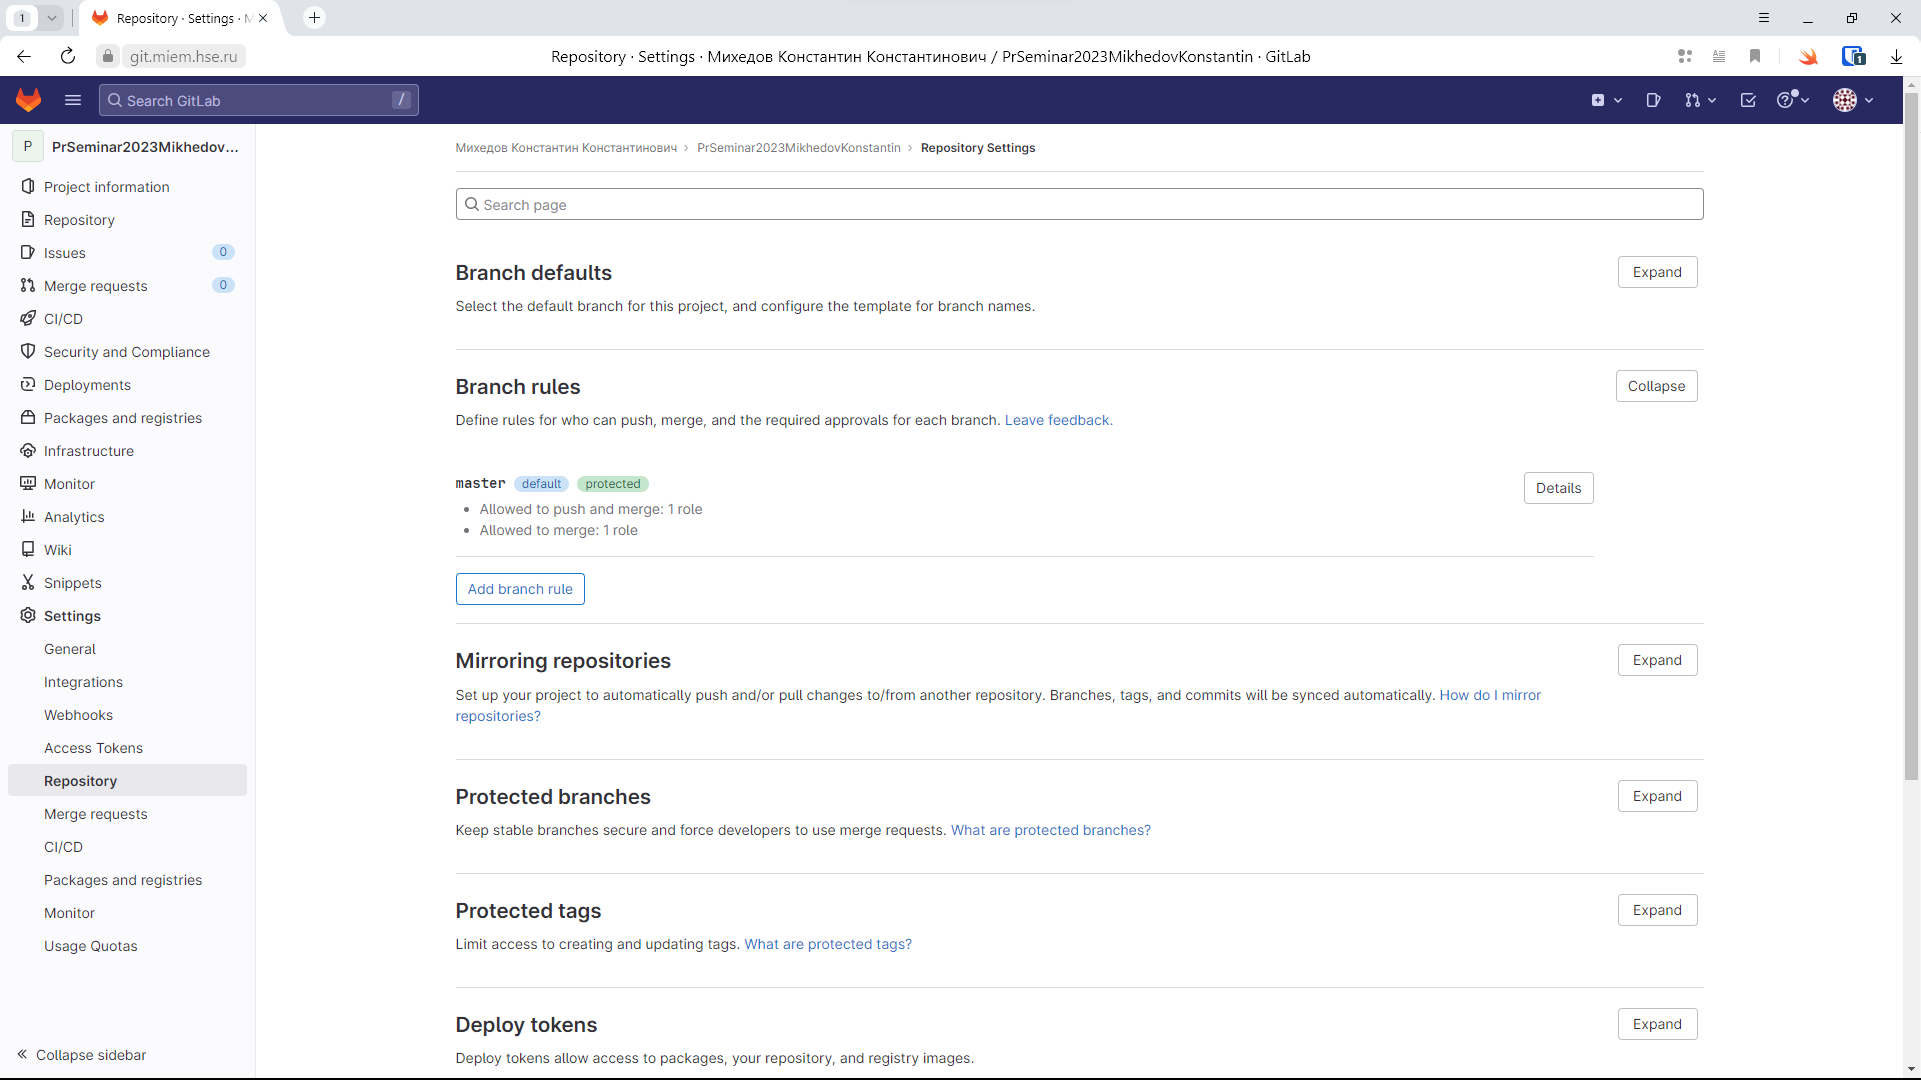 1
Repository · Settings · М
git.miem.hse.ru
Repository · Settings · Михедов Константин Константинович / PrSeminar2023MikhedovKonstantin · GitLab
1
Search GitLab
/
P
PrSeminar2023Mikhedov...
Project information
Repository
Issues
0
Merge requests
0
CI/CD
Security and Compliance
Deployments
Packages and registries
Infrastructure
Monitor
Analytics
Wiki
Snippets
Settings
General
Integrations
Webhooks
Access Tokens
Repository
Merge requests
CI/CD
Packages and registries
Monitor
Usage Quotas
Collapse sidebar
Михедов Константин Константинович › PrSeminar2023MikhedovKonstantin › Repository Settings
Search page
Branch defaults
Expand
Select the default branch for this project, and configure the template for branch names.
Branch rules
Collapse
Define rules for who can push, merge, and the required approvals for each branch. Leave feedback.
master default protected
Details
• Allowed to push and merge: 1 role
• Allowed to merge: 1 role
Add branch rule
Mirroring repositories
Expand
Set up your project to automatically push and/or pull changes to/from another repository. Branches, tags, and commits will be synced automatically. How do I mirror
repositories?
Protected branches
Expand
Keep stable branches secure and force developers to use merge requests. What are protected branches?
Protected tags
Expand
Limit access to creating and updating tags. What are protected tags?
Deploy tokens
Expand
Deploy tokens allow access to packages, your repository, and registry images.